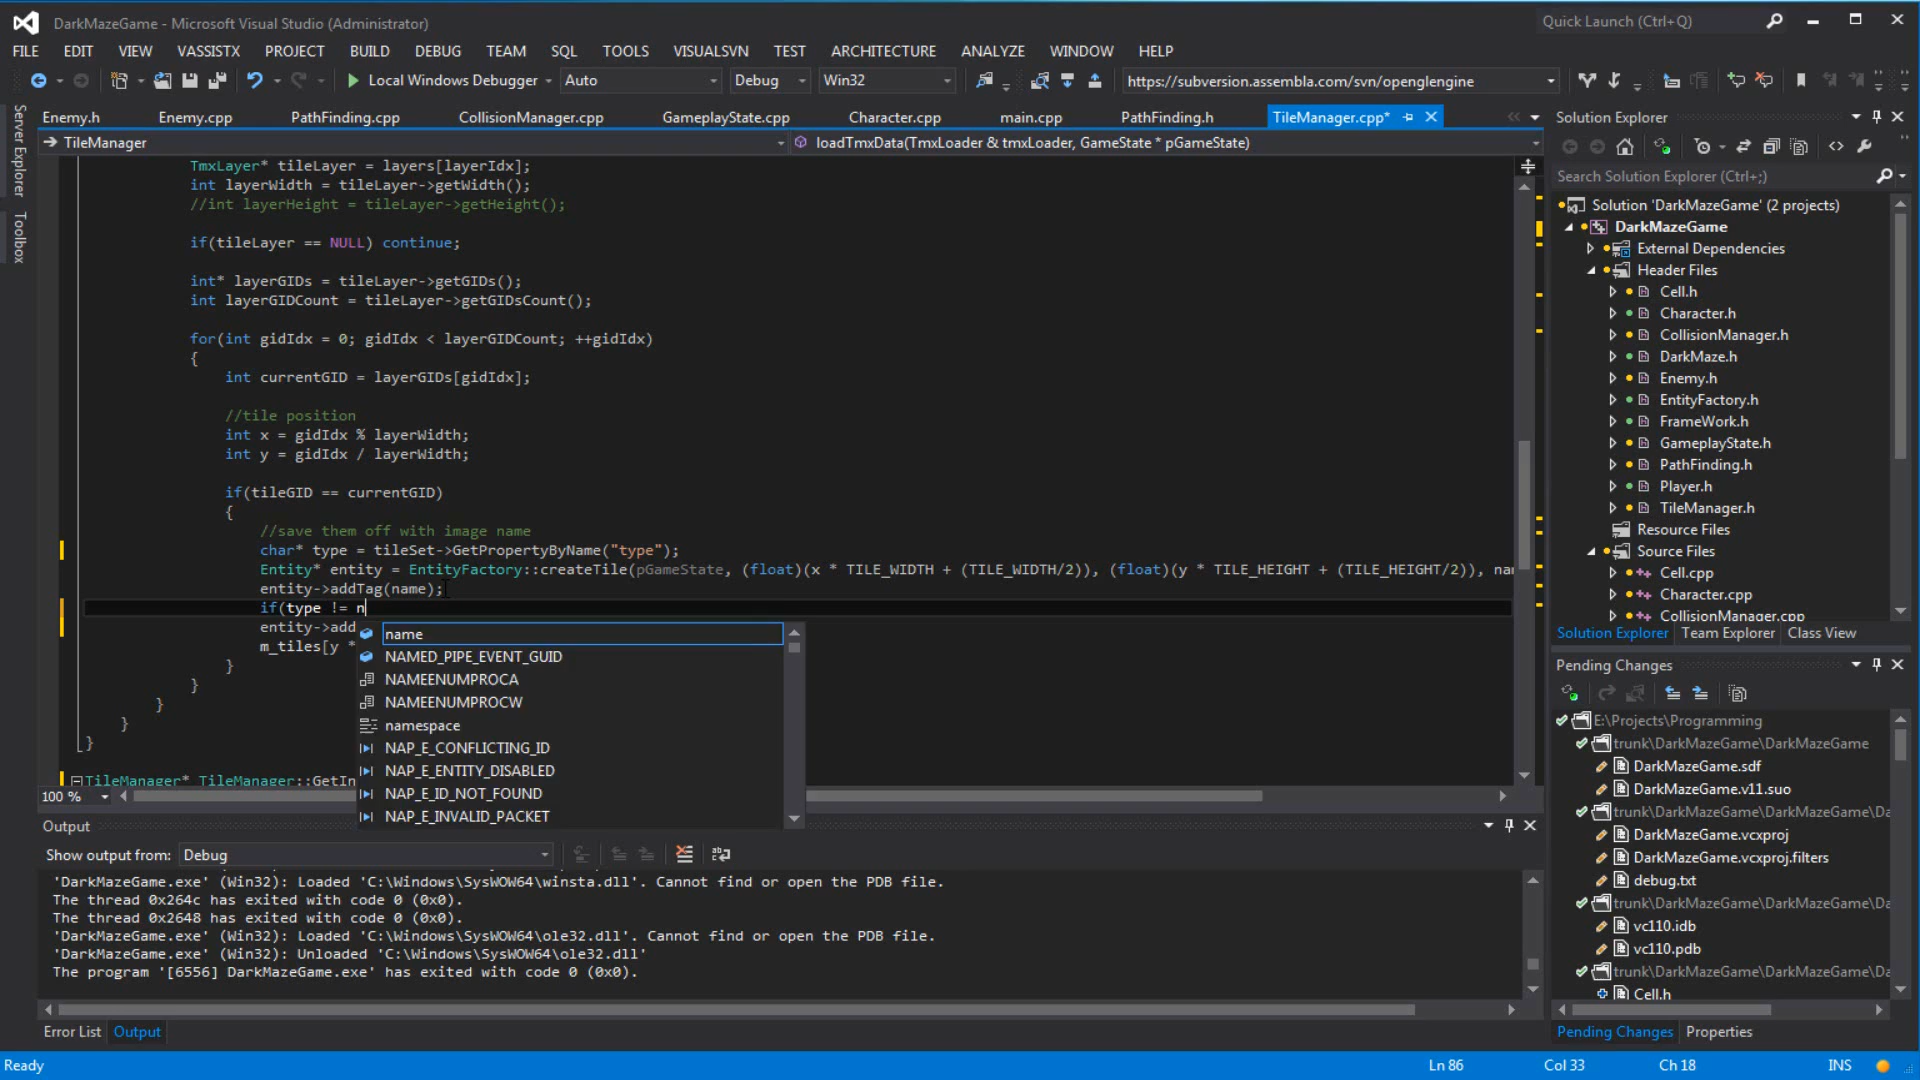 DarkMazeGame - Microsoft Visual Studio (Administrator)
Quick Launch (Ctrl+Q)
FILE EDIT VIEW VASSISTX PROJECT BUILD DEBUG TEAM SQL TOOLS VISUALSVN TEST ARCHITECTURE ANALYZE WINDOW HELP
Local Windows Debugger Auto Debug Win32 https://subversion.assembla.com/svn/openglengine
Server Explorer
Toolbox
Enemy.h Enemy.cpp PathFinding.cpp CollisionManager.cpp GameplayState.cpp Character.cpp main.cpp PathFinding.h TileManager.cpp*
TileManager loadTmxData(TmxLoader & tmxLoader, GameState * pGameState)
TmxLayer* tileLayer = layers[layerIdx];
int layerWidth = tileLayer->getWidth();
//int layerHeight = tileLayer->getHeight();
if(tileLayer == NULL) continue;
int* layerGIDs = tileLayer->getGIDs();
int layerGIDCount = tileLayer->getGIDsCount();
for(int gidIdx = 0; gidIdx < layerGIDCount; ++gidIdx)
{
int currentGID = layerGIDs[gidIdx];
//tile position
int x = gidIdx % layerWidth;
int y = gidIdx / layerWidth;
if(tileGID == currentGID)
{
//save them off with image name
char* type = tileSet->GetPropertyByName("type");
Entity* entity = EntityFactory::createTile(pGameState, (float)(x * TILE_WIDTH + (TILE_WIDTH/2)), (float)(y * TILE_HEIGHT + (TILE_HEIGHT/2)), nam
entity->addTag(name);
if(type != n
entity->add
m_tiles[y *
}
}
}
}
}
TileManager* TileManager::GetIn
name
NAMED_PIPE_EVENT_GUID
NAMEENUMPROCA
NAMEENUMPROCW
namespace
NAP_E_CONFLICTING_ID
NAP_E_ENTITY_DISABLED
NAP_E_ID_NOT_FOUND
NAP_E_INVALID_PACKET
100 %
Output
Show output from: Debug
'DarkMazeGame.exe' (Win32): Loaded 'C:\Windows\SysWOW64\winsta.dll'. Cannot find or open the PDB file.
The thread 0x264c has exited with code 0 (0x0).
The thread 0x2648 has exited with code 0 (0x0).
'DarkMazeGame.exe' (Win32): Loaded 'C:\Windows\SysWOW64\ole32.dll'. Cannot find or open the PDB file.
'DarkMazeGame.exe' (Win32): Unloaded 'C:\Windows\SysWOW64\ole32.dll'
The program '[6556] DarkMazeGame.exe' has exited with code 0 (0x0).
Error List Output
Solution Explorer
Search Solution Explorer (Ctrl+;)
Solution 'DarkMazeGame' (2 projects)
DarkMazeGame
External Dependencies
Header Files
Cell.h
Character.h
CollisionManager.h
DarkMaze.h
Enemy.h
EntityFactory.h
FrameWork.h
GameplayState.h
PathFinding.h
Player.h
TileManager.h
Resource Files
Source Files
Cell.cpp
Character.cpp
CollisionManager.cpp
Solution Explorer Team Explorer Class View
Pending Changes
E:\Projects\Programming
trunk\DarkMazeGame\DarkMazeGame
DarkMazeGame.sdf
DarkMazeGame.v11.suo
trunk\DarkMazeGame\DarkMazeGame\Da
DarkMazeGame.vcxproj
DarkMazeGame.vcxproj.filters
debug.txt
trunk\DarkMazeGame\DarkMazeGame\Da
vc110.idb
vc110.pdb
trunk\DarkMazeGame\DarkMazeGame\Da
Cell.h
Pending Changes Properties
Ready Ln 86 Col 33 Ch 18 INS